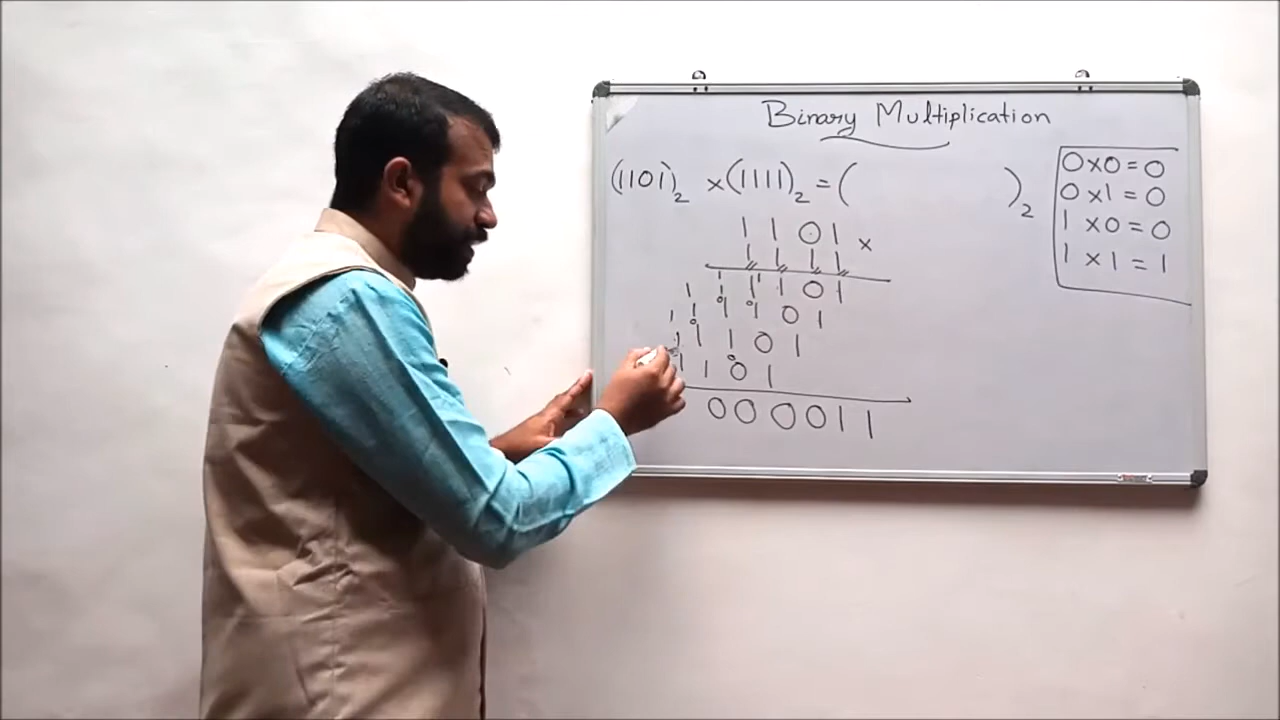 Binary Multiplication
(1101)₂ × (1111)₂ = ( )₂
1 1 0 1 ×
1 1 1 1
1 1 0 1
1 1 0 1
1 1 0 1
1 1 0 1
0 0 0 0 1 1
0 × 0 = 0
0 × 1 = 0
1 × 0 = 0
1 × 1 = 1